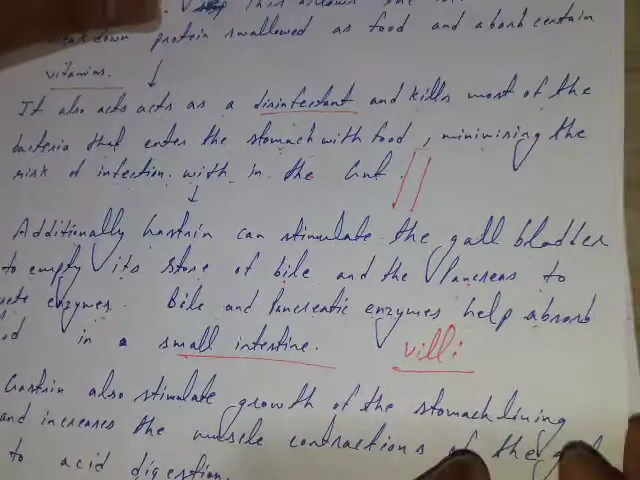 This allows the
down protein swallowed as food and absorb certain
vitamins.
It also acts acts as a disinfectant and kills most of the
bacteria that enter the stomach with food, minimising the
risk of infection. with in the Gut.
Additionally Gastrin can stimulate the gall bladder
to empty its store of bile and the Pancreas to
enzymes. Bile and Pancreatic enzymes help absorb
in a small intestine. villi:
Gastrin also stimulate growth of the stomach lining
and increases the muscle contractions of the
to acid digestion.